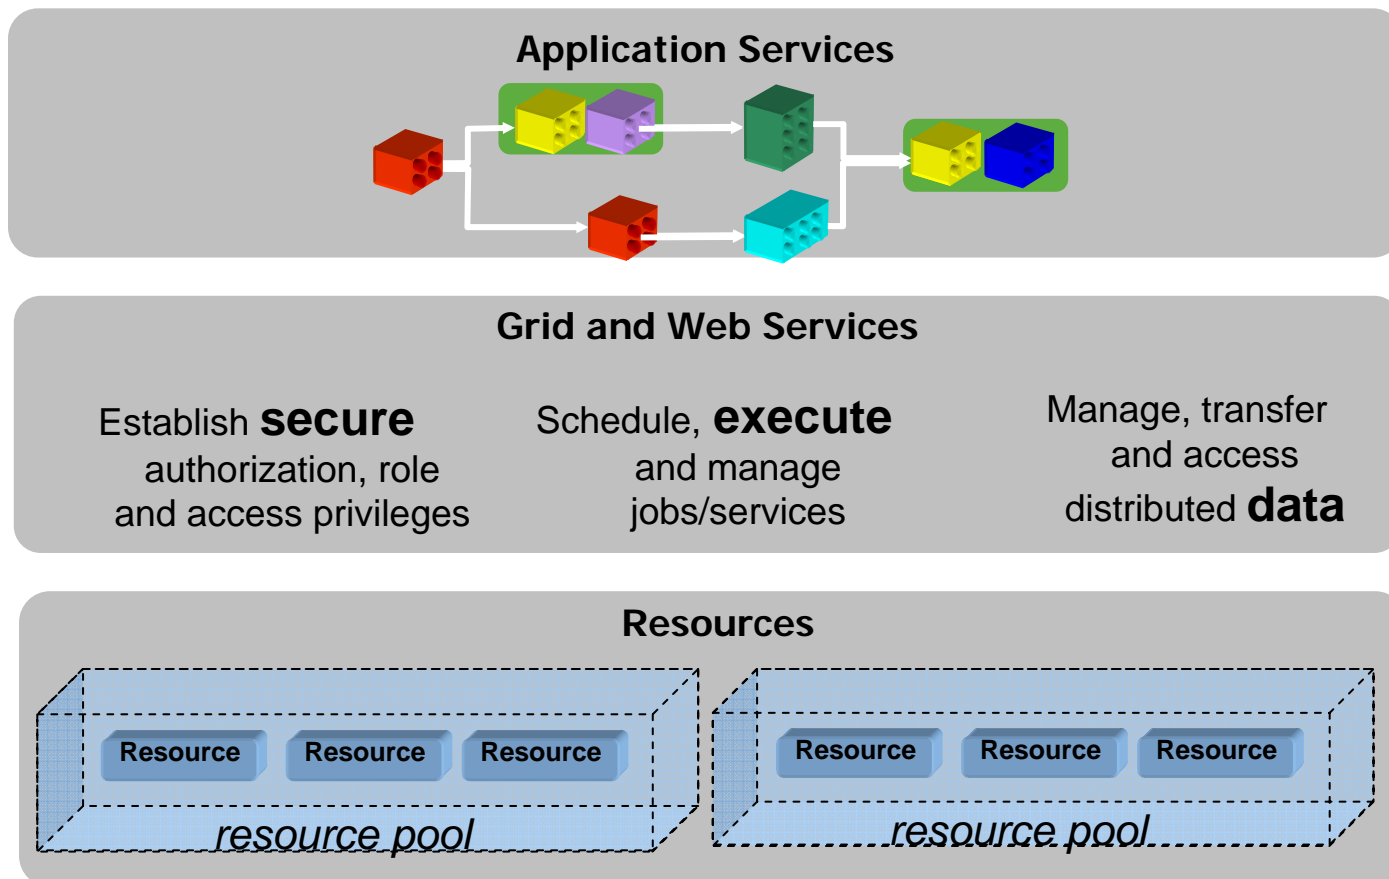 Application Services
Grid and Web Services
Establish secure
authorization, role
and access privileges
Schedule, execute
and manage
jobs/services
Manage, transfer
and access
distributed data
Resources
Resource Resource Resource
resource pool
Resource Resource Resource
resource pool